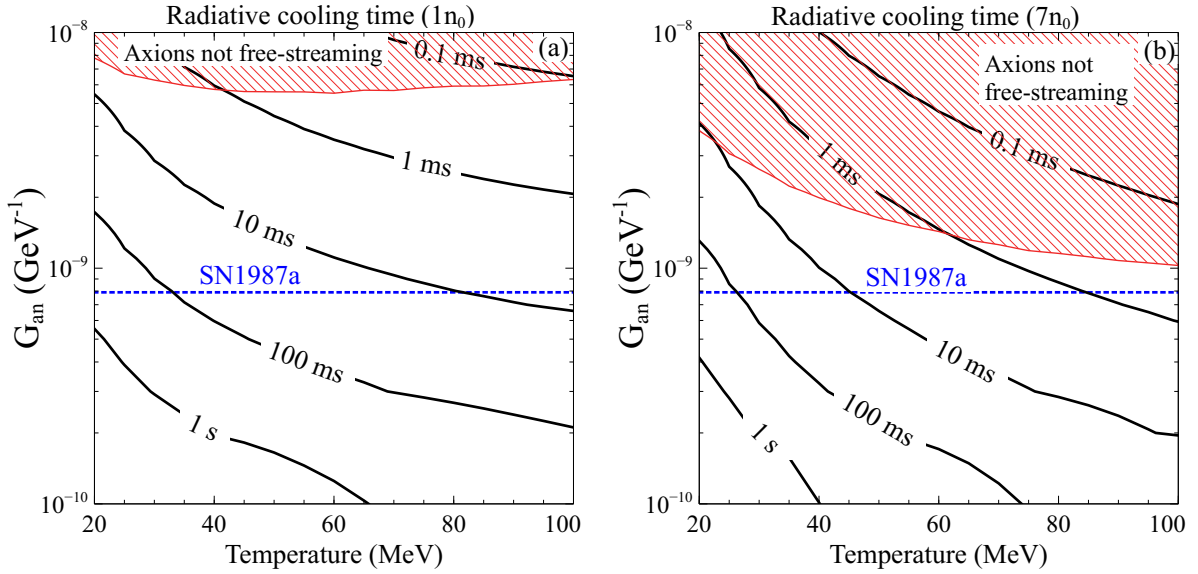 Radiative cooling time (1n₀)
(a)
Axions not free-streaming
0.1 ms
1 ms
10 ms
SN1987a
100 ms
1 s
10⁻⁸
10⁻⁹
10⁻¹⁰
Gₐₙ (GeV⁻¹)
20 40 60 80 100
Temperature (MeV)
Radiative cooling time (7n₀)
(b)
Axions not
free-streaming
0.1 ms
1 ms
SN1987a
10 ms
100 ms
1 s
10⁻⁸
10⁻⁹
10⁻¹⁰
Gₐₙ (GeV⁻¹)
20 40 60 80 100
Temperature (MeV)